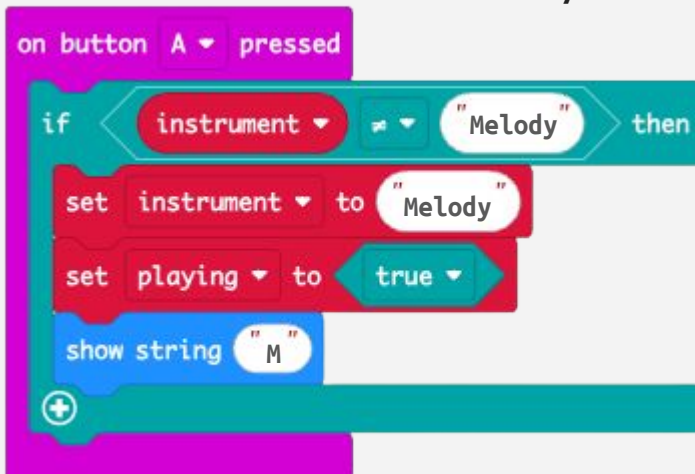 on button A pressed
if instrument ≠ "Melody" then
set instrument to "Melody"
set playing to true
show string "M"